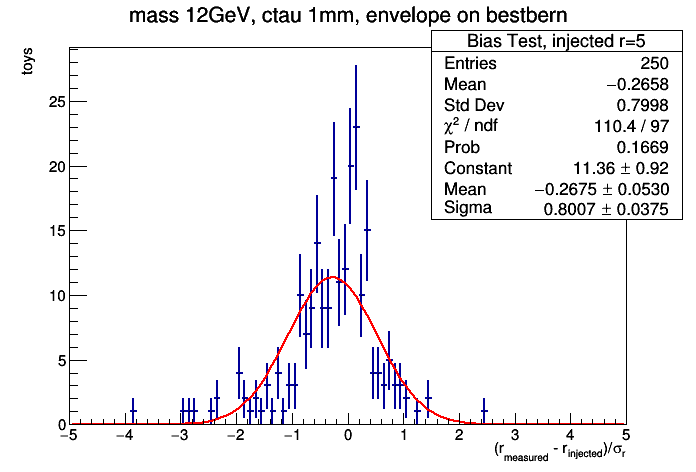 mass 12GeV, ctau 1mm, envelope on bestbern
Bias Test, injected r=5
Entries 250
Mean −0.2658
Std Dev 0.7998
χ² / ndf 110.4 / 97
Prob 0.1669
Constant 11.36 ± 0.92
Mean −0.2675 ± 0.0530
Sigma 0.8007 ± 0.0375
toys
25
20
15
10
5
0
−5 −4 −3 −2 −1 0 1 2 3 4 5
(r_measured - r_injected)/σ_r